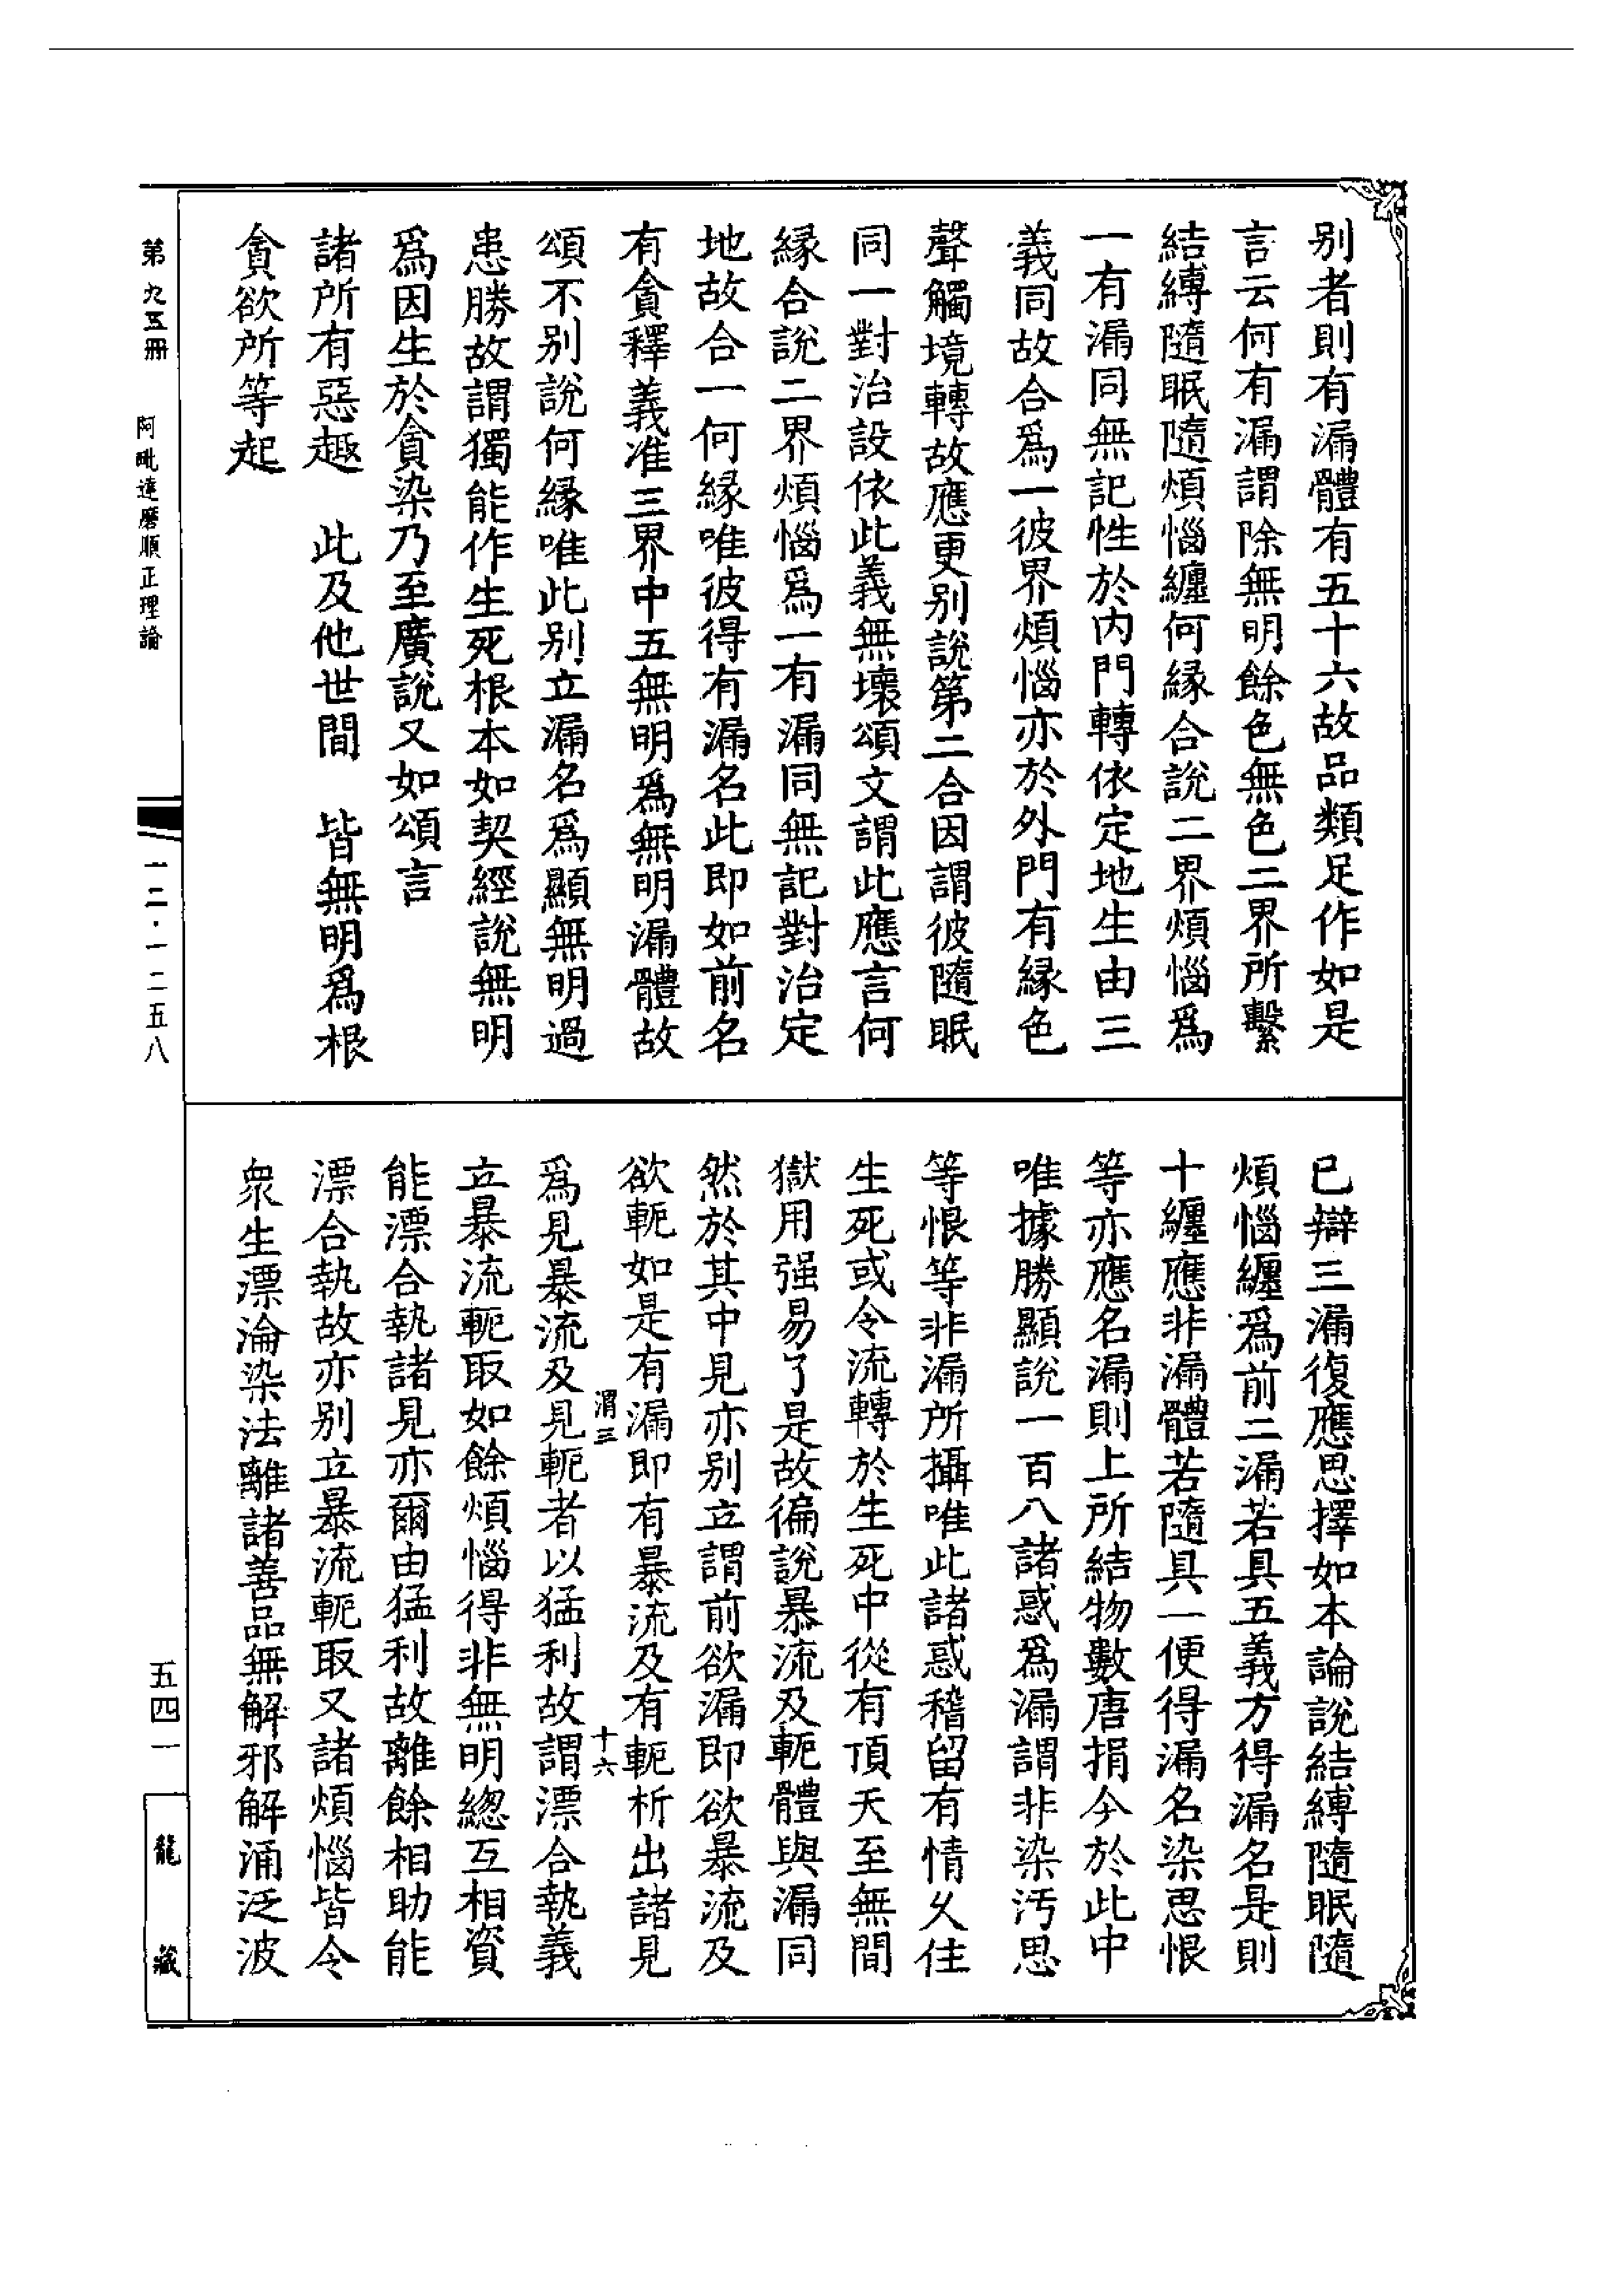 别者則有漏體有五十六故品類足作如是
言云何有漏謂除無明餘色無色二界所繫
結縛隨眠隨煩惱纏何緣合說二界煩惱爲
一有漏同無記性於内門轉依定地生由三
義同故合爲一彼界煩惱亦於外門有緣色
聲觸境轉故應更别說第二合因謂彼隨眠
同一對治設依此義無壞頌文謂此應言何
緣合說二界煩惱爲一有漏同無記對治定
地故合一何緣唯彼得有漏名此即如前名
有貪釋義准三界中五無明爲無明漏體故
頌不别說何緣唯此别立漏名爲顯無明過
患勝故謂獨能作生死根本如契經說無明
爲因生於貪染乃至廣說又如頌言
諸所有惡趣　此及他世間　皆無明爲根
貪欲所等起
已辯三漏復應思擇如本論說結縛隨眠隨
煩惱纏爲前二漏若具五義方得漏名是則
十纏應非漏體若隨具一便得漏名染思恨
等亦應名漏則上所結物數唐捐今於此中
唯據勝顯說一百八諸惑爲漏謂非染汚思
等恨等非漏所攝唯此諸惑稽留有情久住
生死或令流轉於生死中從有頂天至無間
獄用强易了是故徧說暴流及軛體與漏同
然於其中見亦别立謂前欲漏即欲暴流及
欲軛如是有漏即有暴流及有軛析出諸見
渭三　十六
爲見暴流及見軛者以猛利故謂漂合執義
立暴流軛取如餘煩惱得非無明緫互相資
能漂合執諸見亦爾由猛利故離餘相助能
漂合執故亦别立暴流軛取又諸煩惱皆令
衆生漂淪染法離諸善品無解邪解涌泛波
第九五冊　阿毗達磨順正理論
一二·一二五八
五四一
龍藏